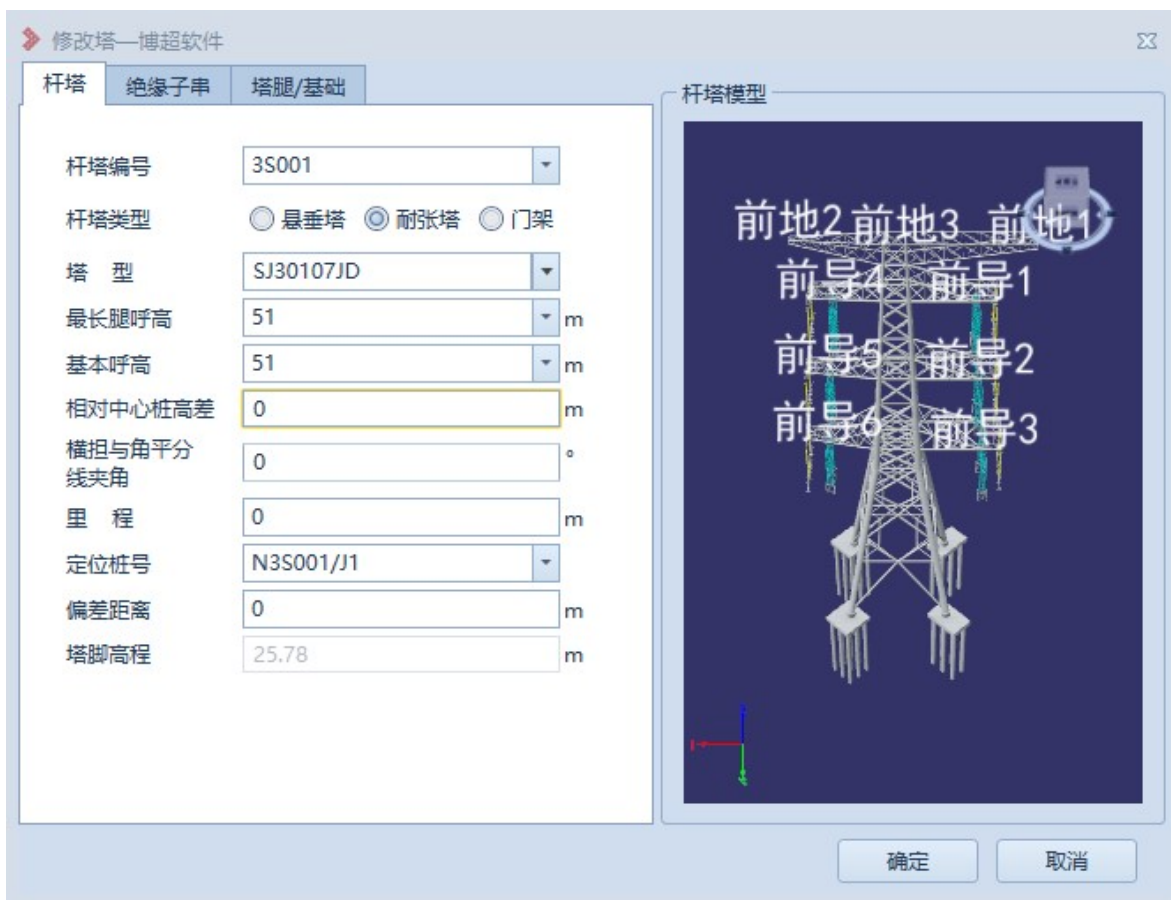 修改塔—博超软件
杆塔 绝缘子串 塔腿/基础
杆塔编号 3S001
杆塔类型 悬垂塔 耐张塔 门架
塔 型 SJ30107JD
最长腿呼高 51 m
基本呼高 51 m
相对中心桩高差 0 m
横担与角平分
线夹角 0 °
里 程 0 m
定位桩号 N3S001/J1
偏差距离 0 m
塔脚高程 25.78 m
杆塔模型
前地2 前地3 前地1
前导4 前导1
前导5 前导2
前导6 前导3
确定 取消